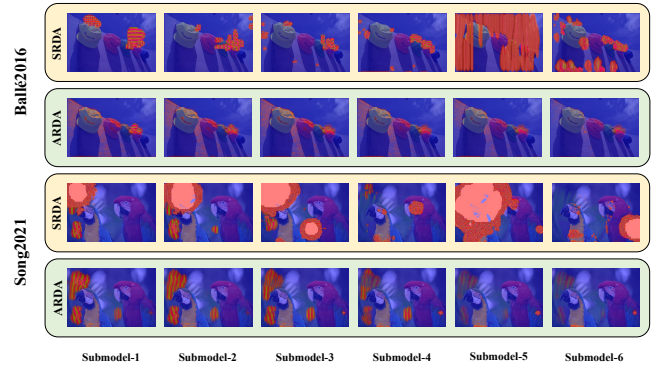 Ballé2016
SRDA
ARDA
Song2021
SRDA
ARDA
Submodel-1 Submodel-2 Submodel-3 Submodel-4 Submodel-5 Submodel-6